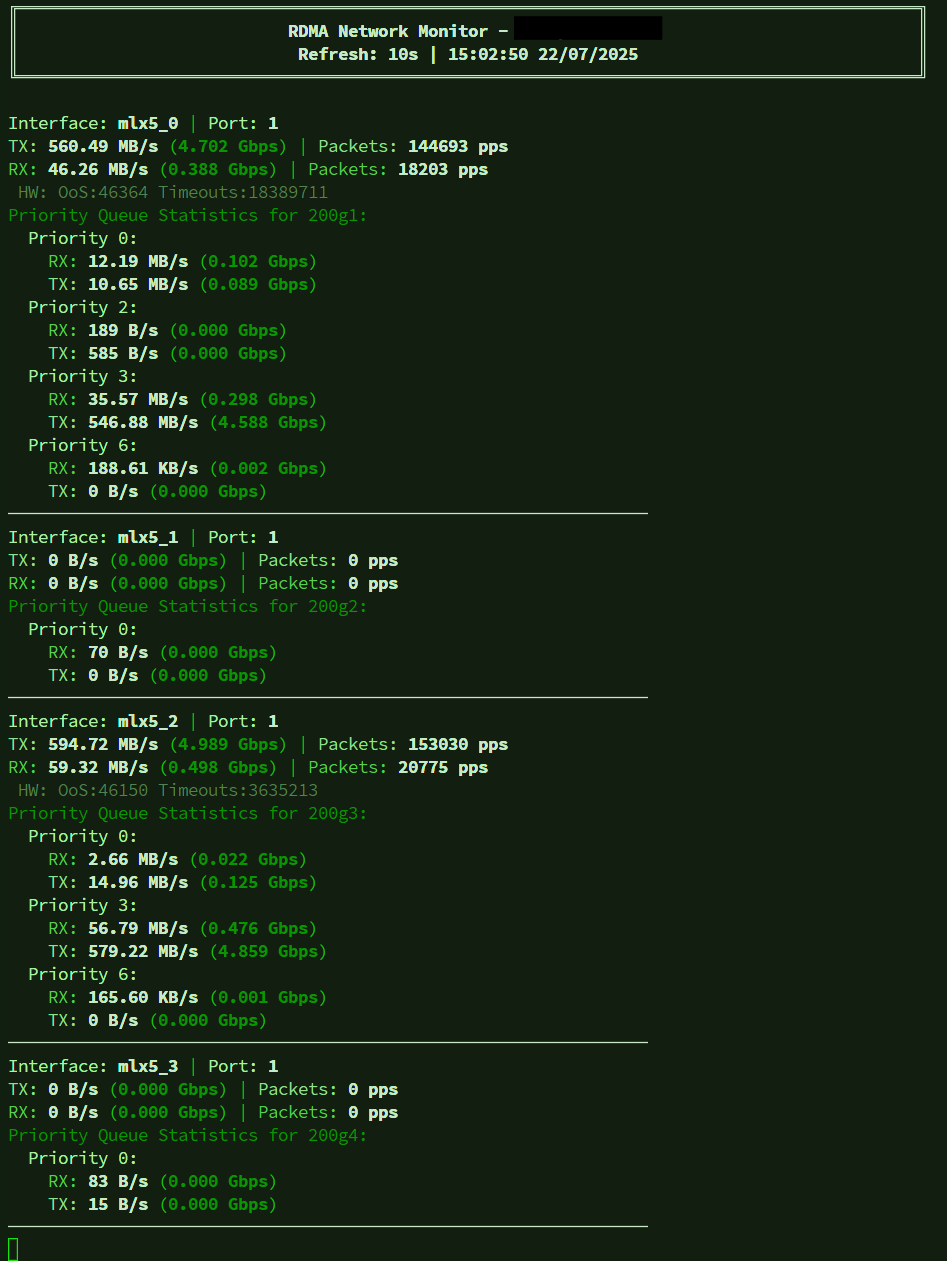 RDMA Network Monitor -
Refresh: 10s | 15:02:50 22/07/2025
Interface: mlx5_0 | Port: 1
TX: 560.49 MB/s (4.702 Gbps) | Packets: 144693 pps
RX: 46.26 MB/s (0.388 Gbps) | Packets: 18203 pps
HW: OoS:46364 Timeouts:18389711
Priority Queue Statistics for 200g1:
Priority 0:
RX: 12.19 MB/s (0.102 Gbps)
TX: 10.65 MB/s (0.089 Gbps)
Priority 2:
RX: 189 B/s (0.000 Gbps)
TX: 585 B/s (0.000 Gbps)
Priority 3:
RX: 35.57 MB/s (0.298 Gbps)
TX: 546.88 MB/s (4.588 Gbps)
Priority 6:
RX: 188.61 KB/s (0.002 Gbps)
TX: 0 B/s (0.000 Gbps)
Interface: mlx5_1 | Port: 1
TX: 0 B/s (0.000 Gbps) | Packets: 0 pps
RX: 0 B/s (0.000 Gbps) | Packets: 0 pps
Priority Queue Statistics for 200g2:
Priority 0:
RX: 70 B/s (0.000 Gbps)
TX: 0 B/s (0.000 Gbps)
Interface: mlx5_2 | Port: 1
TX: 594.72 MB/s (4.989 Gbps) | Packets: 153030 pps
RX: 59.32 MB/s (0.498 Gbps) | Packets: 20775 pps
HW: OoS:46150 Timeouts:3635213
Priority Queue Statistics for 200g3:
Priority 0:
RX: 2.66 MB/s (0.022 Gbps)
TX: 14.96 MB/s (0.125 Gbps)
Priority 3:
RX: 56.79 MB/s (0.476 Gbps)
TX: 579.22 MB/s (4.859 Gbps)
Priority 6:
RX: 165.60 KB/s (0.001 Gbps)
TX: 0 B/s (0.000 Gbps)
Interface: mlx5_3 | Port: 1
TX: 0 B/s (0.000 Gbps) | Packets: 0 pps
RX: 0 B/s (0.000 Gbps) | Packets: 0 pps
Priority Queue Statistics for 200g4:
Priority 0:
RX: 83 B/s (0.000 Gbps)
TX: 15 B/s (0.000 Gbps)